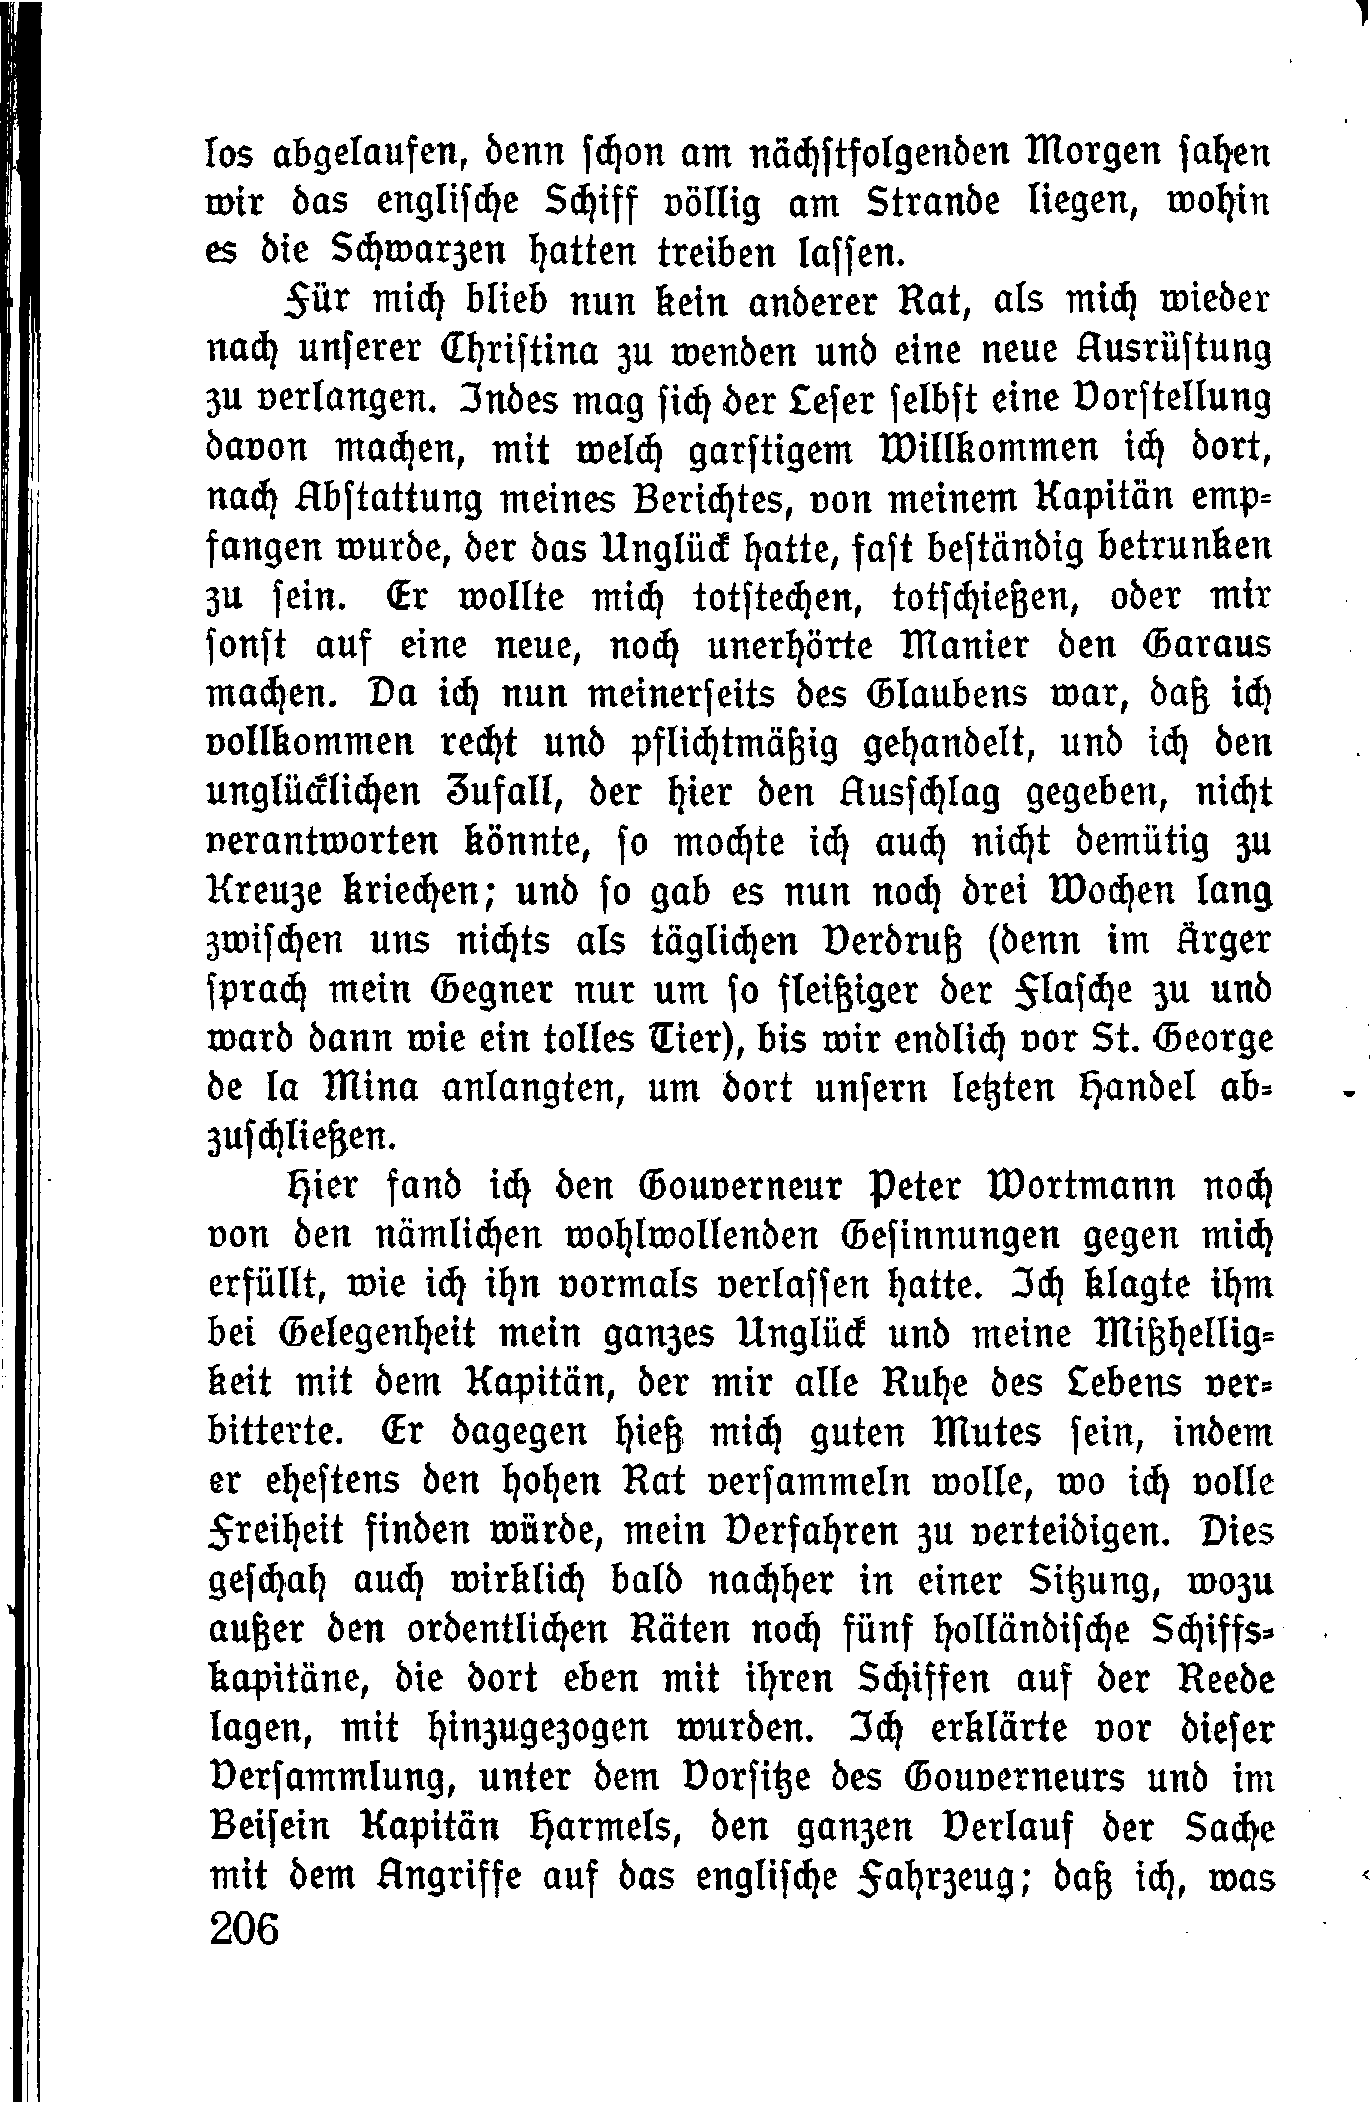 los abgelaufen, denn schon am nächstfolgenden Morgen sahen
wir das englische Schiff völlig am Strande liegen, wohin
es die Schwarzen hatten treiben lassen.
Für mich blieb nun kein anderer Rat, als mich wieder
nach unserer Christina zu wenden und eine neue Ausrüstung
zu verlangen. Indes mag sich der Leser selbst eine Vorstellung
davon machen, mit welch garstigem Willkommen ich dort,
nach Abstattung meines Berichtes, von meinem Kapitän emp-
fangen wurde, der das Unglück hatte, fast beständig betrunken
zu sein. Er wollte mich totstechen, totschießen, oder mir
sonst auf eine neue, noch unerhörte Manier den Garaus
machen. Da ich nun meinerseits des Glaubens war, daß ich
vollkommen recht und pflichtmäßig gehandelt, und ich den
unglücklichen Zufall, der hier den Ausschlag gegeben, nicht
verantworten könnte, so mochte ich auch nicht demütig zu
Kreuze kriechen; und so gab es nun noch drei Wochen lang
zwischen uns nichts als täglichen Verdruß (denn im Ärger
sprach mein Gegner nur um so fleißiger der Flasche zu und
ward dann wie ein tolles Tier), bis wir endlich vor St. George
de la Mina anlangten, um dort unsern letzten Handel ab-
zuschließen.
Hier fand ich den Gouverneur Peter Wortmann noch
von den nämlichen wohlwollenden Gesinnungen gegen mich
erfüllt, wie ich ihn vormals verlassen hatte. Ich klagte ihm
bei Gelegenheit mein ganzes Unglück und meine Mißhellig-
keit mit dem Kapitän, der mir alle Ruhe des Lebens ver-
bitterte. Er dagegen hieß mich guten Mutes sein, indem
er ehestens den hohen Rat versammeln wolle, wo ich volle
Freiheit finden würde, mein Verfahren zu verteidigen. Dies
geschah auch wirklich bald nachher in einer Sitzung, wozu
außer den ordentlichen Räten noch fünf holländische Schiffs-
kapitäne, die dort eben mit ihren Schiffen auf der Reede
lagen, mit hinzugezogen wurden. Ich erklärte vor dieser
Versammlung, unter dem Vorsitze des Gouverneurs und im
Beisein Kapitän Harmels, den ganzen Verlauf der Sache
mit dem Angriffe auf das englische Fahrzeug; daß ich, was
206